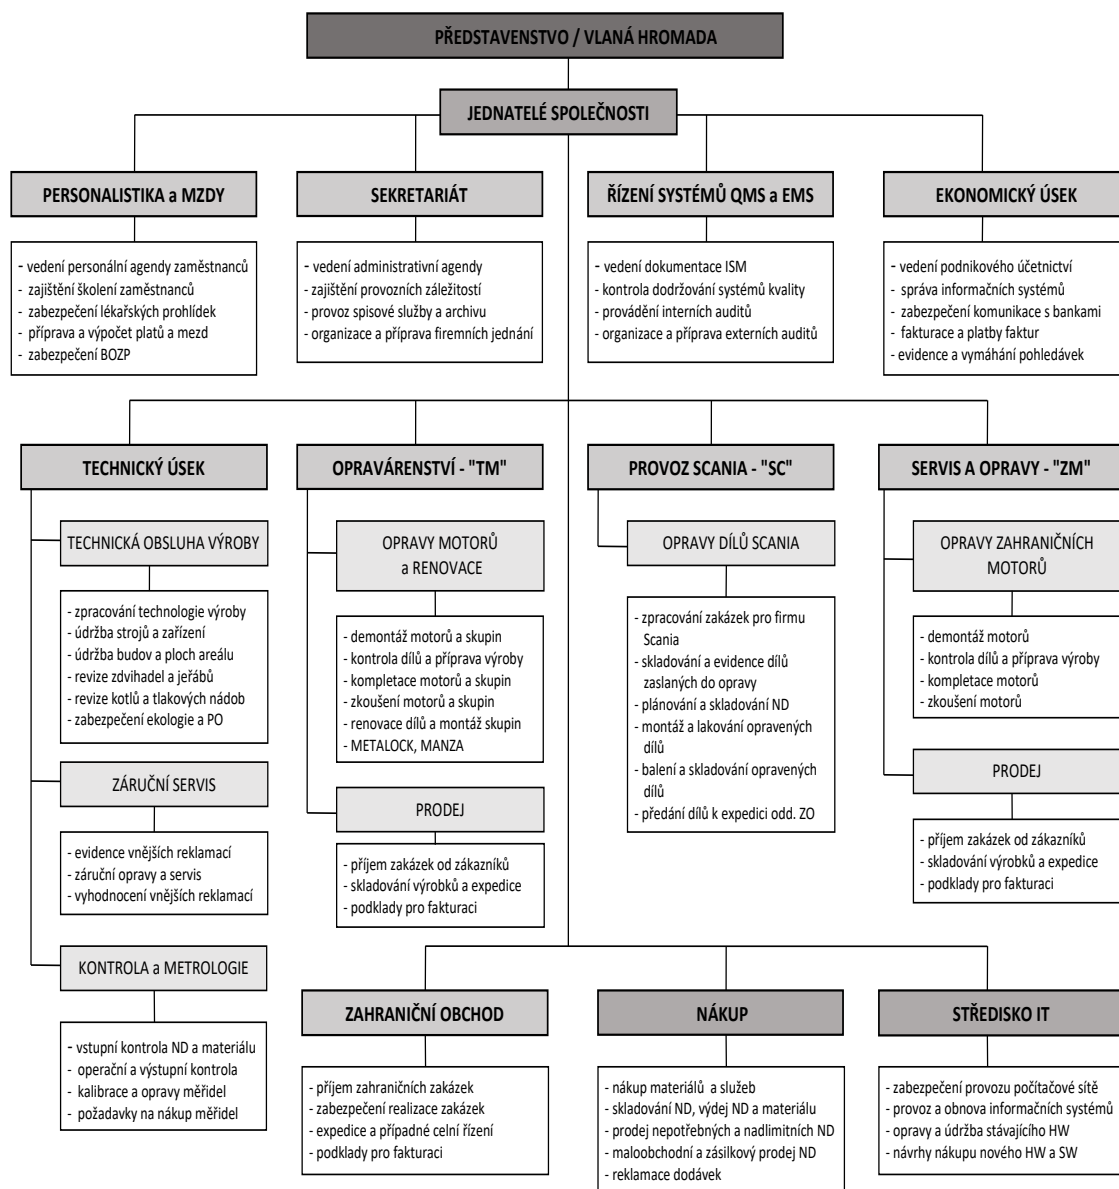 PŘEDSTAVENSTVO / VLANÁ HROMADA
JEDNATELÉ SPOLEČNOSTI
PERSONALISTIKA a MZDY
- vedení personální agendy zaměstnanců
- zajištění školení zaměstnanců
- zabezpečení lékařských prohlídek
- příprava a výpočet platů a mezd
- zabezpečení BOZP
SEKRETARIÁT
- vedení administrativní agendy
- zajištění provozních záležitostí
- provoz spisové služby a archivu
- organizace a příprava firemních jednání
ŘÍZENÍ SYSTÉMŮ QMS a EMS
- vedení dokumentace ISM
- kontrola dodržování systémů kvality
- provádění interních auditů
- organizace a příprava externích auditů
EKONOMICKÝ ÚSEK
- vedení podnikového účetnictví
- správa informačních systémů
- zabezpečení komunikace s bankami
- fakturace a platby faktur
- evidence a vymáhání pohledávek
TECHNICKÝ ÚSEK
TECHNICKÁ OBSLUHA VÝROBY
- zpracování technologie výroby
- údržba strojů a zařízení
- údržba budov a ploch areálu
- revize zdvihadel a jeřábů
- revize kotlů a tlakových nádob
- zabezpečení ekologie a PO
ZÁRUČNÍ SERVIS
- evidence vnějších reklamací
- záruční opravy a servis
- vyhodnocení vnějších reklamací
KONTROLA a METROLOGIE
- vstupní kontrola ND a materiálu
- operační a výstupní kontrola
- kalibrace a opravy měřidel
- požadavky na nákup měřidel
OPRAVÁRENSTVÍ - "TM"
OPRAVY MOTORŮ
a RENOVACE
- demontáž motorů a skupin
- kontrola dílů a příprava výroby
- kompletace motorů a skupin
- zkoušení motorů a skupin
- renovace dílů a montáž skupin
- METALOCK, MANZA
PRODEJ
- příjem zakázek od zákazníků
- skladování výrobků a expedice
- podklady pro fakturaci
PROVOZ SCANIA - "SC"
OPRAVY DÍLŮ SCANIA
- zpracování zakázek pro firmu
Scania
- skladování a evidence dílů
zaslaných do opravy
- plánování a skladování ND
- montáž a lakování opravených
dílů
- balení a skladování opravených
dílů
- předání dílů k expedici odd. ZO
SERVIS A OPRAVY - "ZM"
OPRAVY ZAHRANIČNÍCH
MOTORŮ
- demontáž motorů
- kontrola dílů a příprava výroby
- kompletace motorů
- zkoušení motorů
PRODEJ
- příjem zakázek od zákazníků
- skladování výrobků a expedice
- podklady pro fakturaci
ZAHRANIČNÍ OBCHOD
- příjem zahraničních zakázek
- zabezpečení realizace zakázek
- expedice a případné celní řízení
- podklady pro fakturaci
NÁKUP
- nákup materiálů a služeb
- skladování ND, výdej ND a materiálu
- prodej nepotřebných a nadlimitních ND
- maloobchodní a zásilkový prodej ND
- reklamace dodávek
STŘEDISKO IT
- zabezpečení provozu počítačové sítě
- provoz a obnova informačních systémů
- opravy a údržba stávajícího HW
- návrhy nákupu nového HW a SW